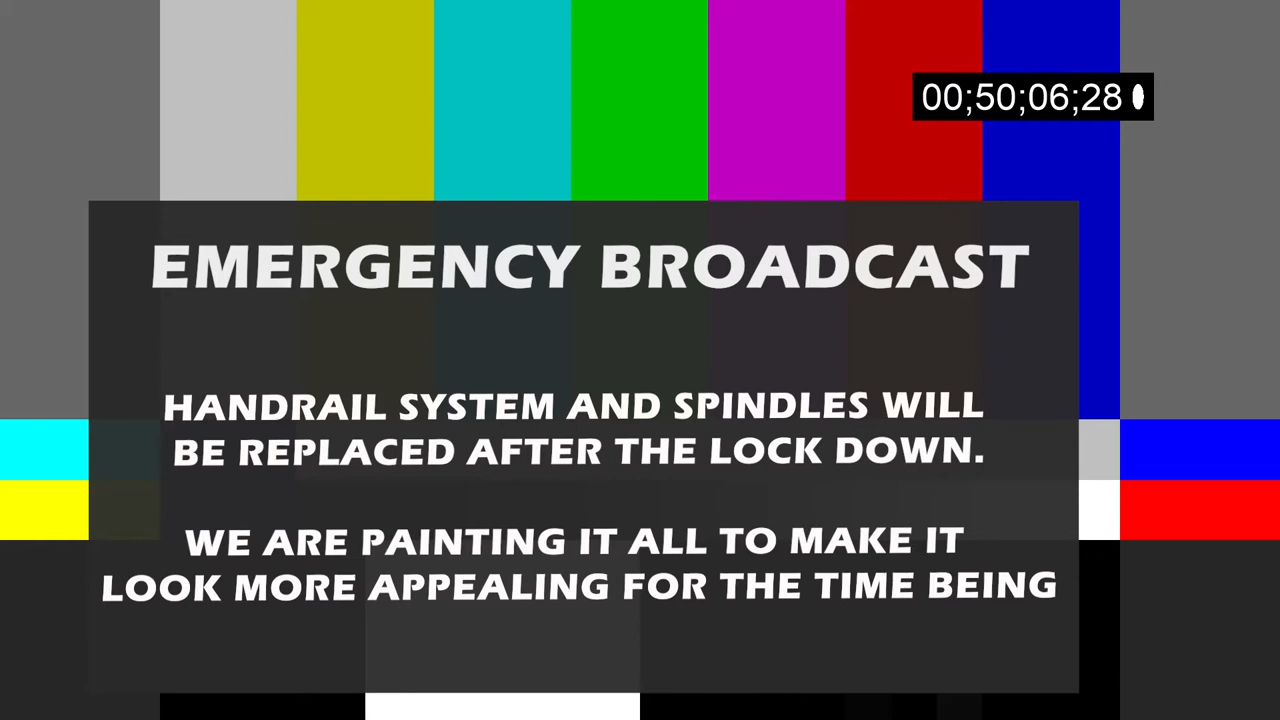 00;50;06;28
EMERGENCY BROADCAST
HANDRAIL SYSTEM AND SPINDLES WILL
BE REPLACED AFTER THE LOCK DOWN.
WE ARE PAINTING IT ALL TO MAKE IT
LOOK MORE APPEALING FOR THE TIME BEING